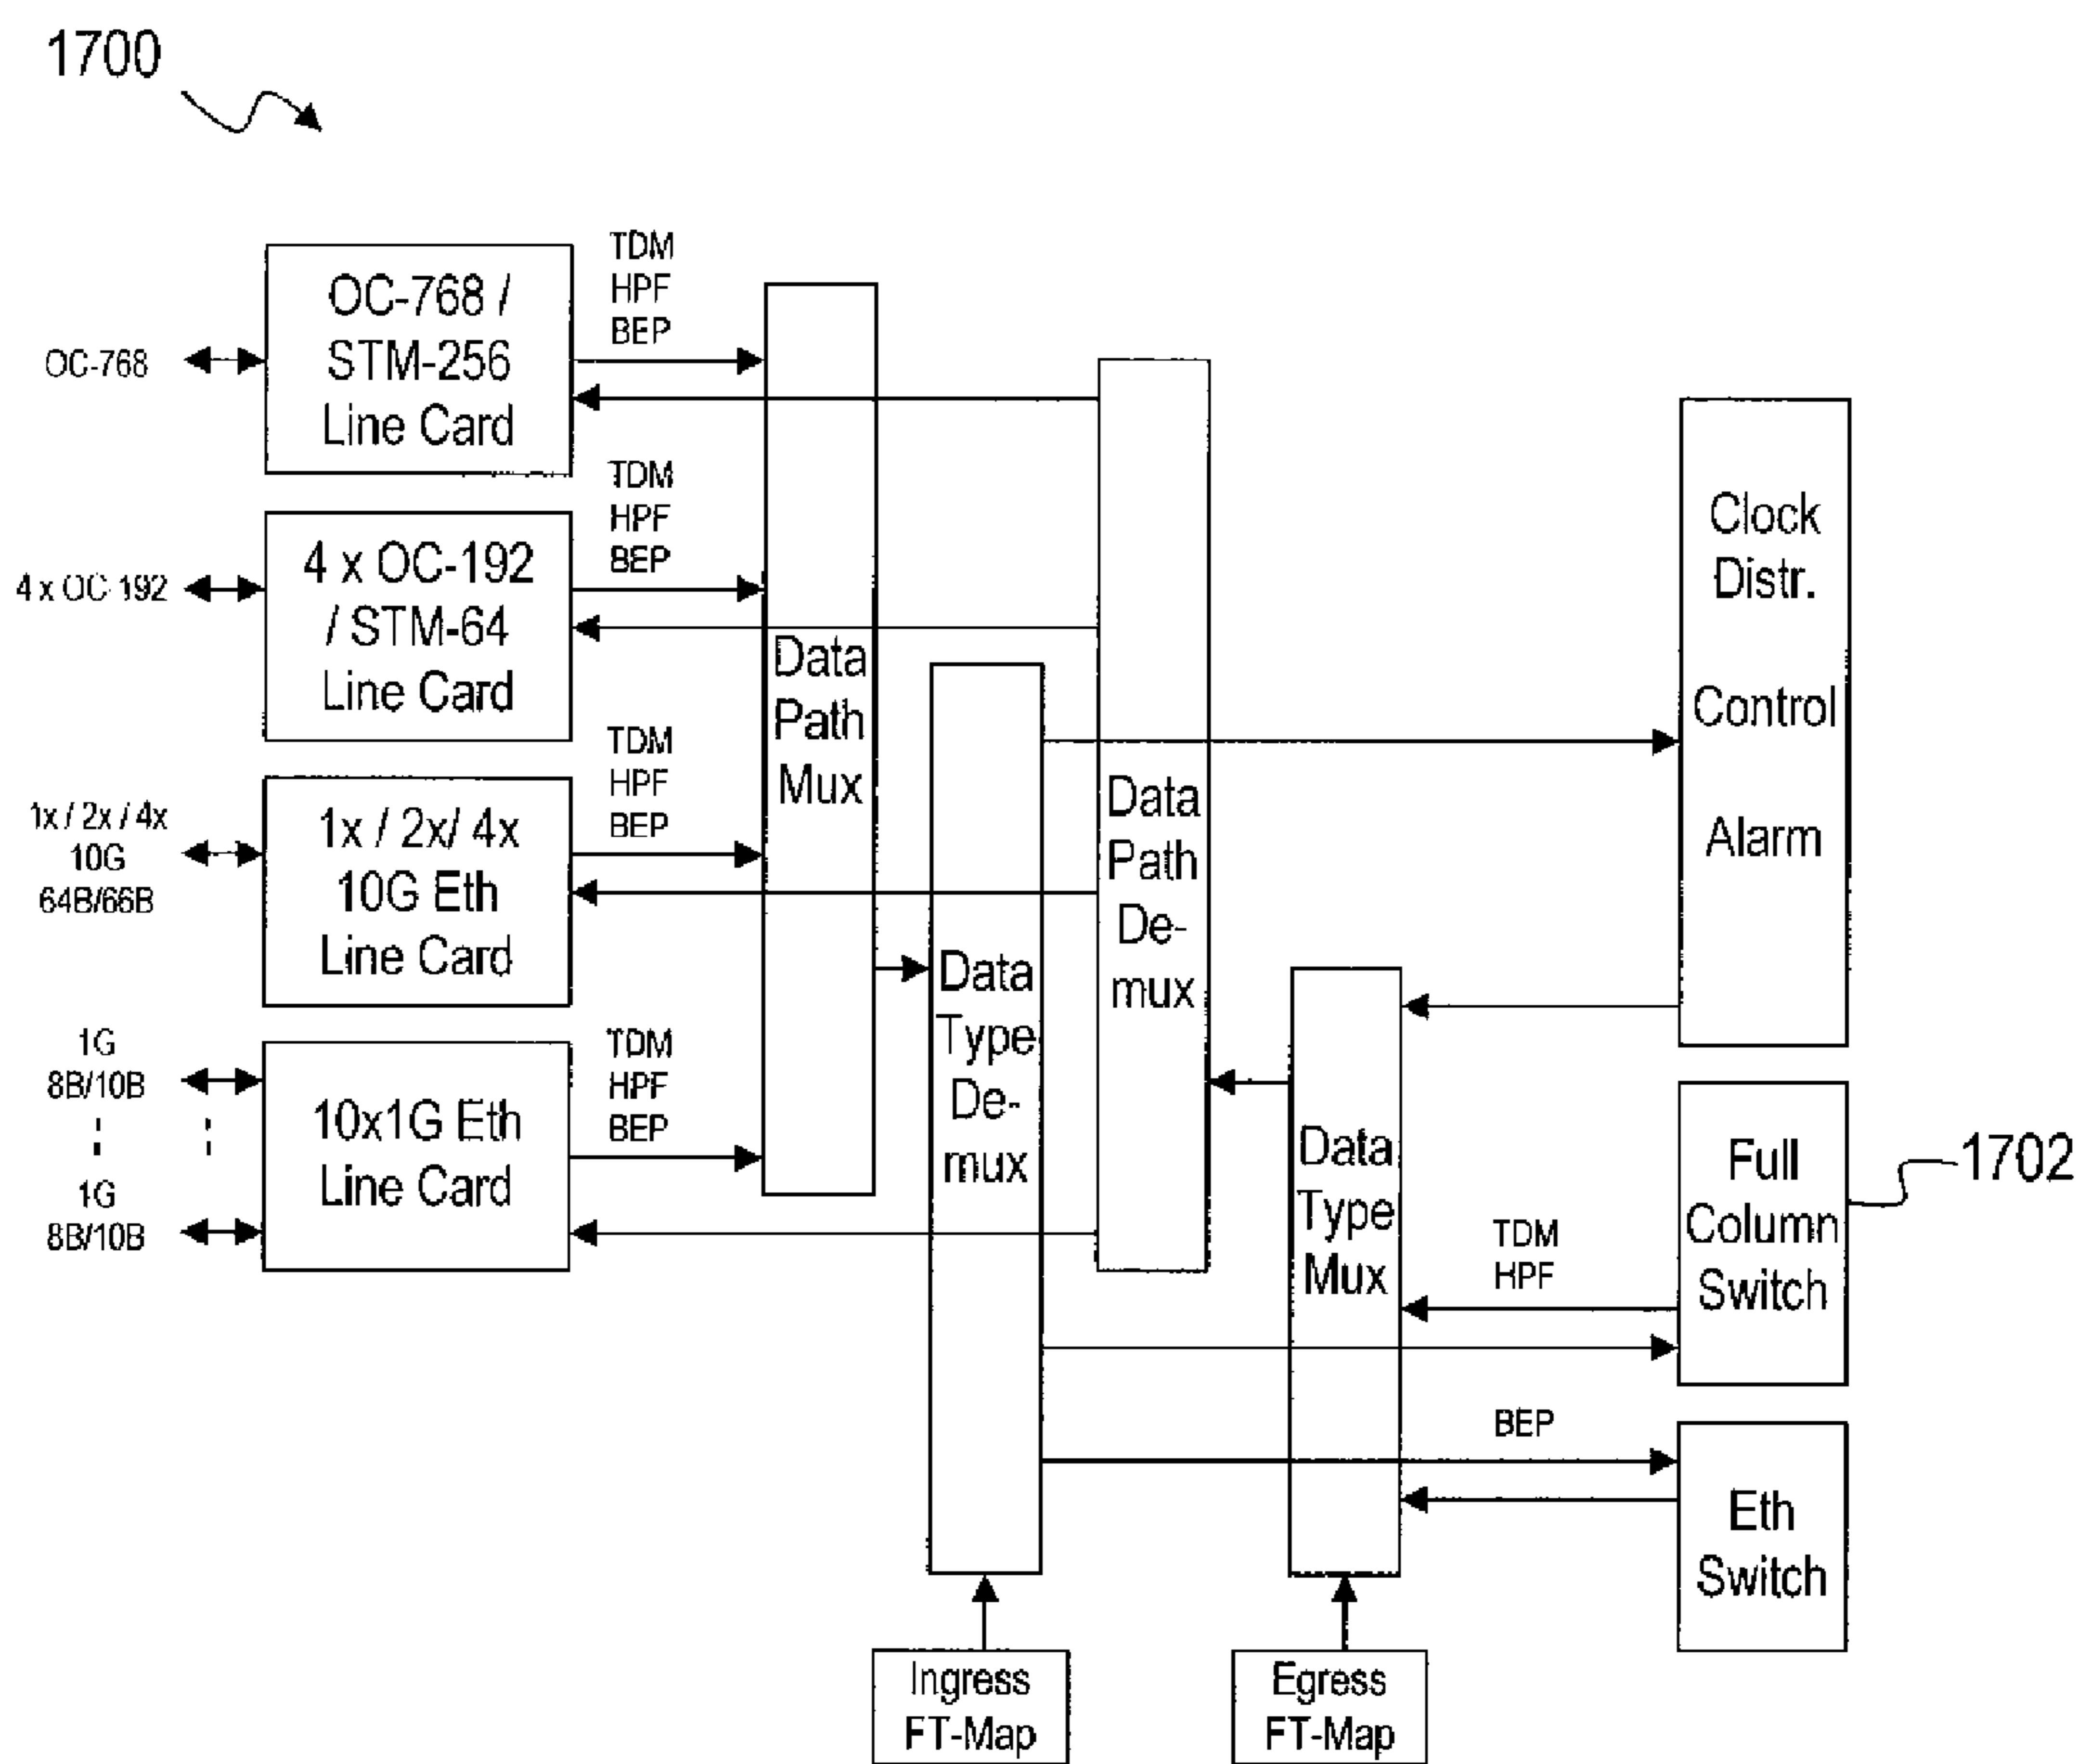 1700
OC-768
OC-768 /
STM-256
Line Card
TDM
HPF
BEP
4 x OC-192
4 x OC-192
/ STM-64
Line Card
TDM
HPF
BEP
1x / 2x / 4x
10G
64B/66B
1x / 2x/ 4x
10G Eth
Line Card
TDM
HPF
BEP
1G
8B/10B
1G
8B/10B
10x1G Eth
Line Card
TDM
HPF
BEP
Data
Path
Mux
Data
Type
De-
mux
Data
Path
De-
mux
Data
Type
Mux
Clock
Distr.
Control
Alarm
Full
Column
Switch
1702
TDM
HPF
BEP
Eth
Switch
Ingress
FT-Map
Egress
FT-Map